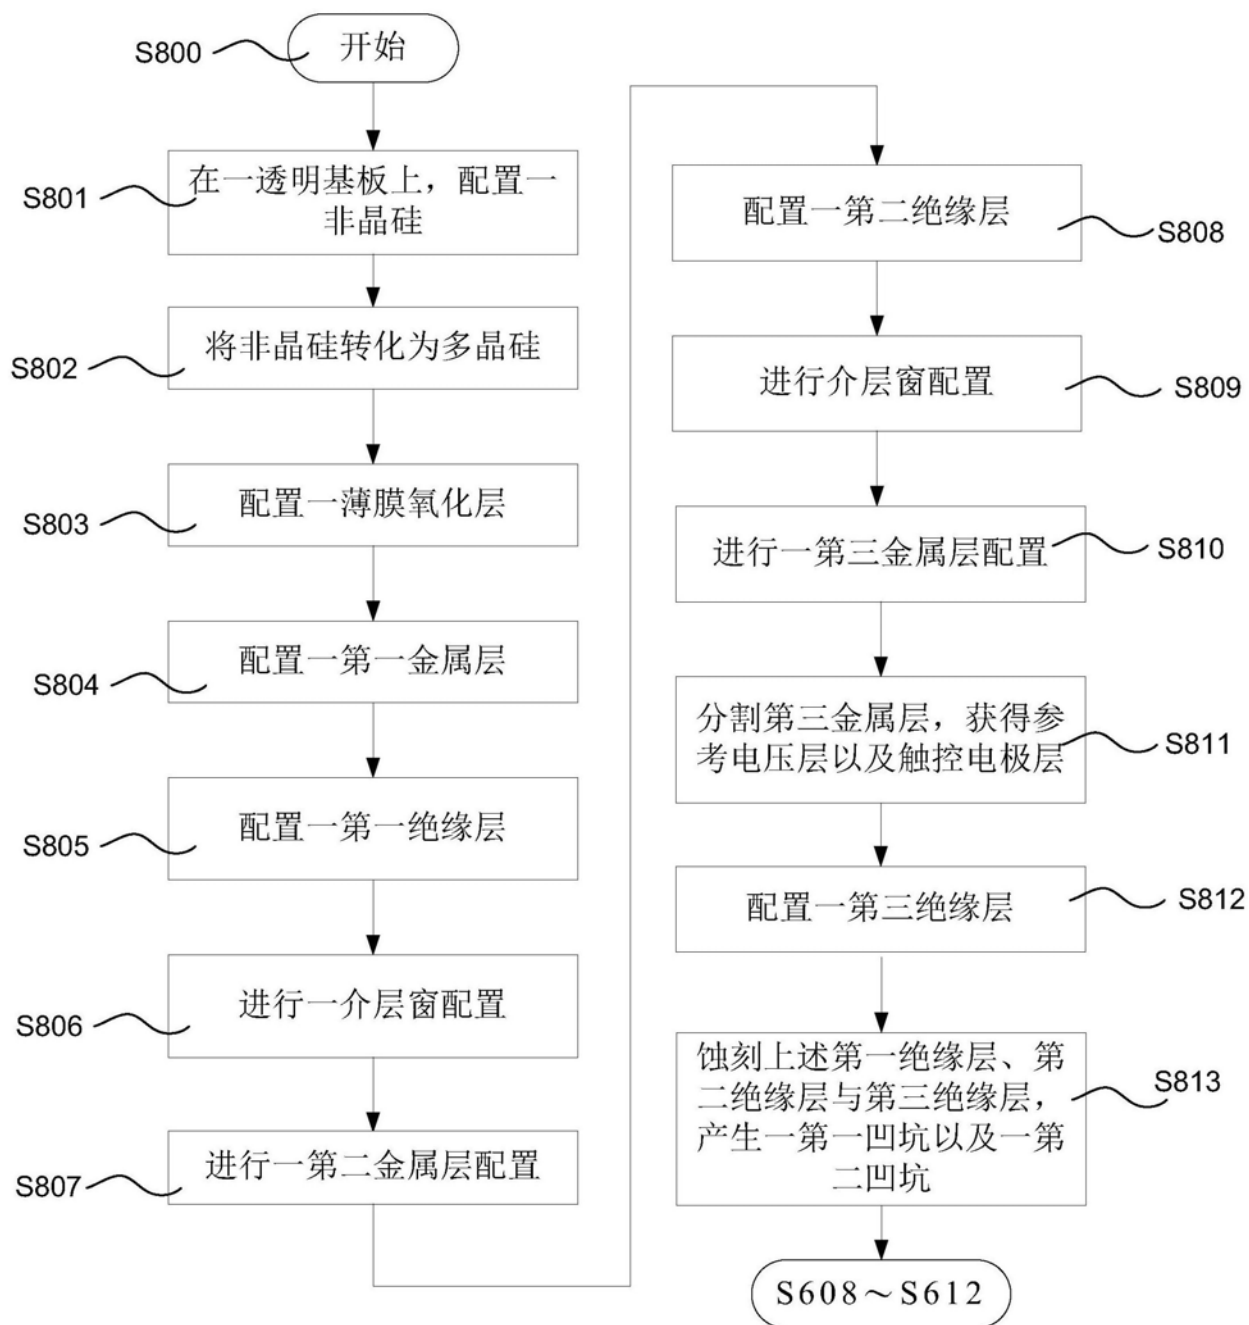 S800
开始
S801
在一透明基板上，配置一
非晶硅
S802
将非晶硅转化为多晶硅
S803
配置一薄膜氧化层
S804
配置一第一金属层
S805
配置一第一绝缘层
S806
进行一介层窗配置
S807
进行一第二金属层配置
配置一第二绝缘层
S808
进行介层窗配置
S809
进行一第三金属层配置
S810
分割第三金属层，获得参
考电压层以及触控电极层
S811
配置一第三绝缘层
S812
蚀刻上述第一绝缘层、第
二绝缘层与第三绝缘层，
产生一第一凹坑以及一第
二凹坑
S813
S608～S612